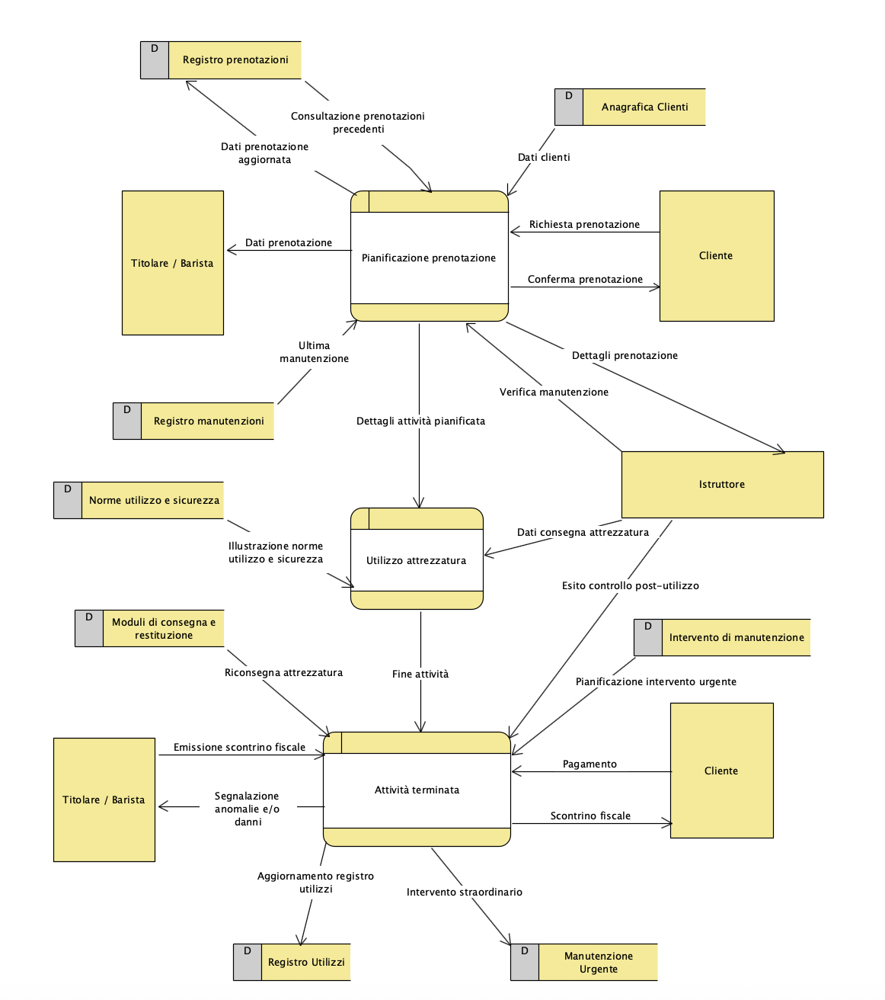 D
Registro prenotazioni
D
Anagrafica Clienti
Consultazione prenotazioni
precedenti
Dati prenotazione
aggiornata
Dati clienti
Richiesta prenotazione
Dati prenotazione
Titolare / Barista
Pianificazione prenotazione
Cliente
Conferma prenotazione
Ultima
manutenzione
Dettagli prenotazione
Verifica manutenzione
D
Registro manutenzioni
Dettagli attività pianificata
D
Norme utilizzo e sicurezza
Istruttore
Dati consegna attrezzatura
Illustrazione norme
utilizzo e sicurezza
Utilizzo attrezzatura
Esito controllo post-utilizzo
D
Moduli di consegna e
restituzione
D
Intervento di manutenzione
Riconsegna attrezzatura
Fine attività
Pianificazione intervento urgente
Emissione scontrino fiscale
Pagamento
Cliente
Titolare / Barista
Segnalazione
anomalie e/o
danni
Attività terminata
Scontrino fiscale
Aggiornamento registro
utilizzi
Intervento straordinario
D
Registro Utilizzi
D
Manutenzione
Urgente